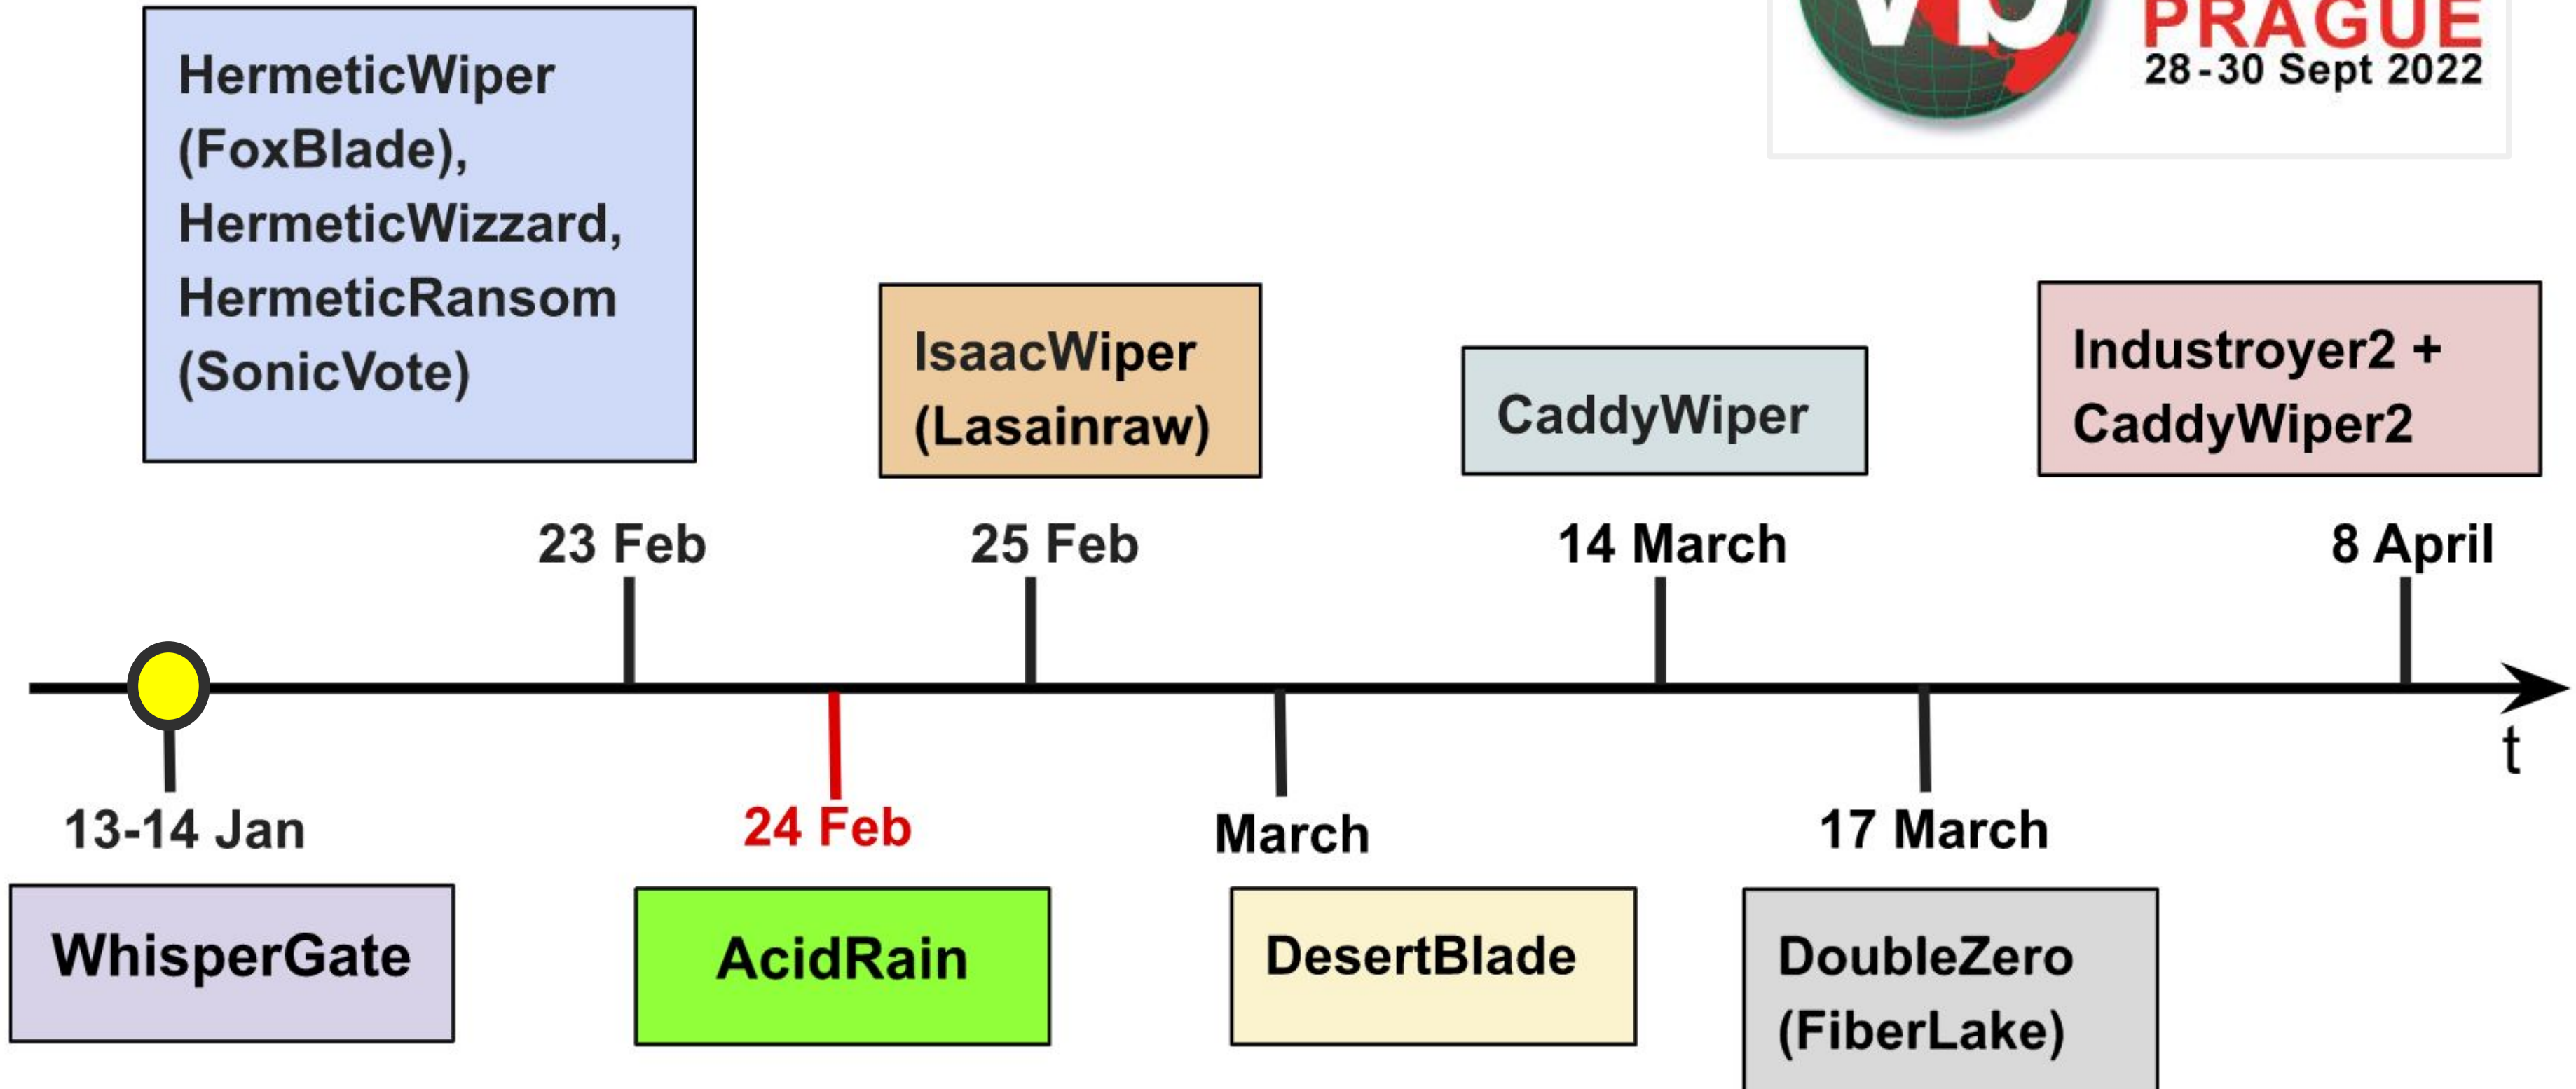 HermeticWiper
(FoxBlade),
HermeticWizzard,
HermeticRansom
(SonicVote)
vb
PRAGUE
28-30 Sept 2022
IsaacWiper
(Lasainraw)
CaddyWiper
Industroyer2 +
CaddyWiper2
23 Feb
25 Feb
14 March
8 April
t
13-14 Jan
24 Feb
March
17 March
WhisperGate
AcidRain
DesertBlade
DoubleZero
(FiberLake)